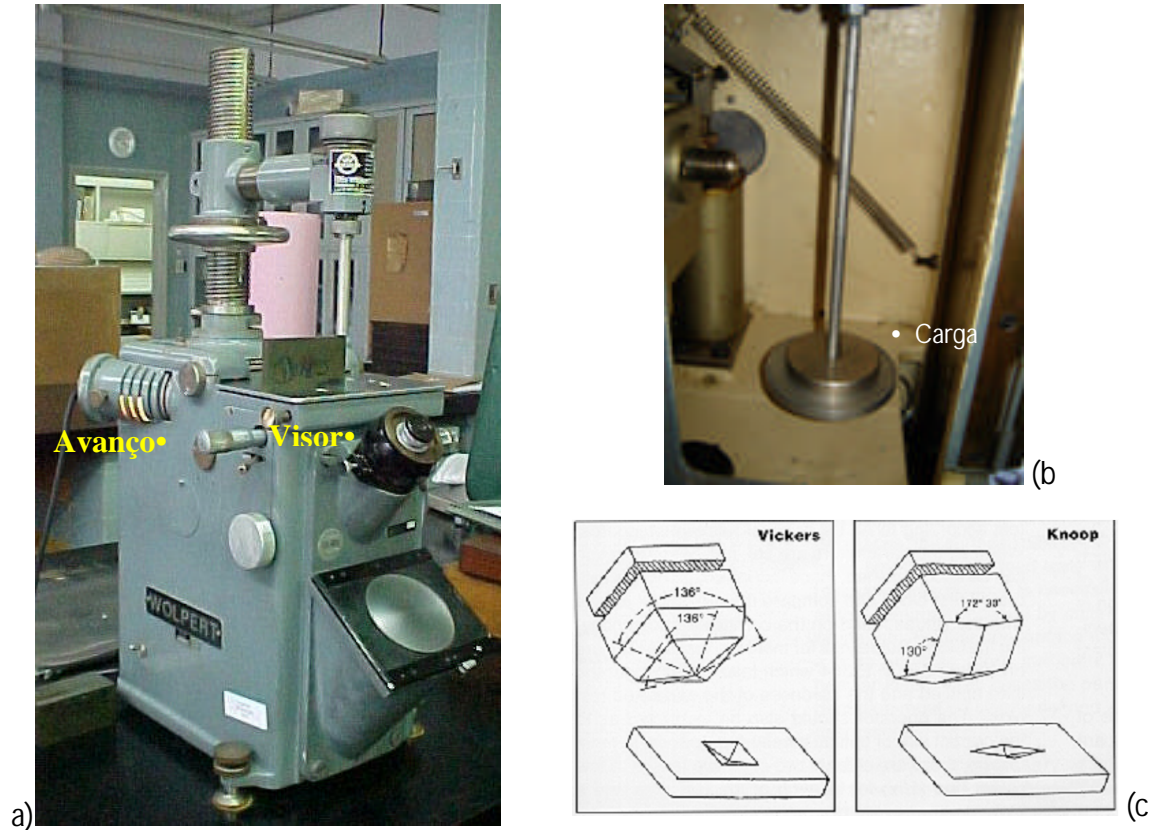 Avanço•
Visor•
WOLPERT
a)
• Carga
(b
Vickers
136°
136°
Knoop
172° 30'
130°
(c